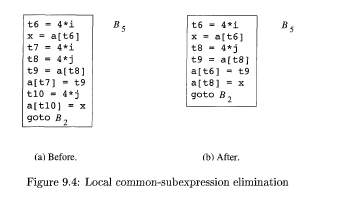 t6 = 4*i
x = a[t6]
t7 = 4*i
t8 = 4*j
t9 = a[t8]
a[t7] = t9
t10 = 4*j
a[t10] = x
goto B2
B5
t6 = 4*i
x = a[t6]
t8 = 4*j
t9 = a[t8]
a[t6] = t9
a[t8] = x
goto B2
B5
(a) Before.
(b) After.
Figure 9.4: Local common-subexpression elimination